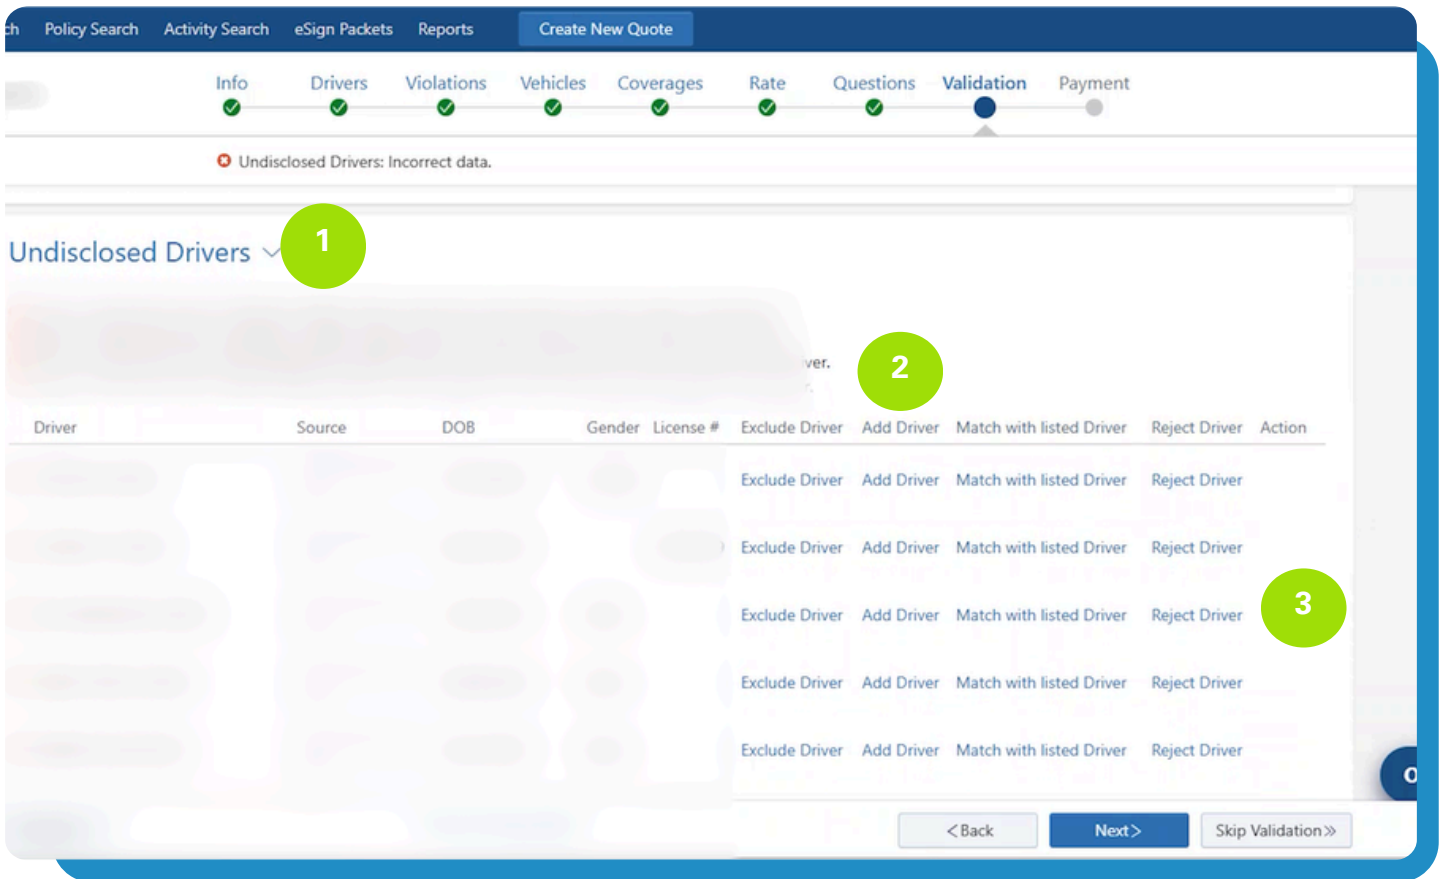 Policy Search Activity Search eSign Packets Reports Create New Quote
Info Drivers Violations Vehicles Coverages Rate Questions Validation Payment
Undisclosed Drivers: Incorrect data.
Undisclosed Drivers
1
2
Driver Source DOB Gender License # Exclude Driver Add Driver Match with listed Driver Reject Driver Action
Exclude Driver Add Driver Match with listed Driver Reject Driver
Exclude Driver Add Driver Match with listed Driver Reject Driver
Exclude Driver Add Driver Match with listed Driver Reject Driver
3
Exclude Driver Add Driver Match with listed Driver Reject Driver
Exclude Driver Add Driver Match with listed Driver Reject Driver
<Back Next> Skip Validation»